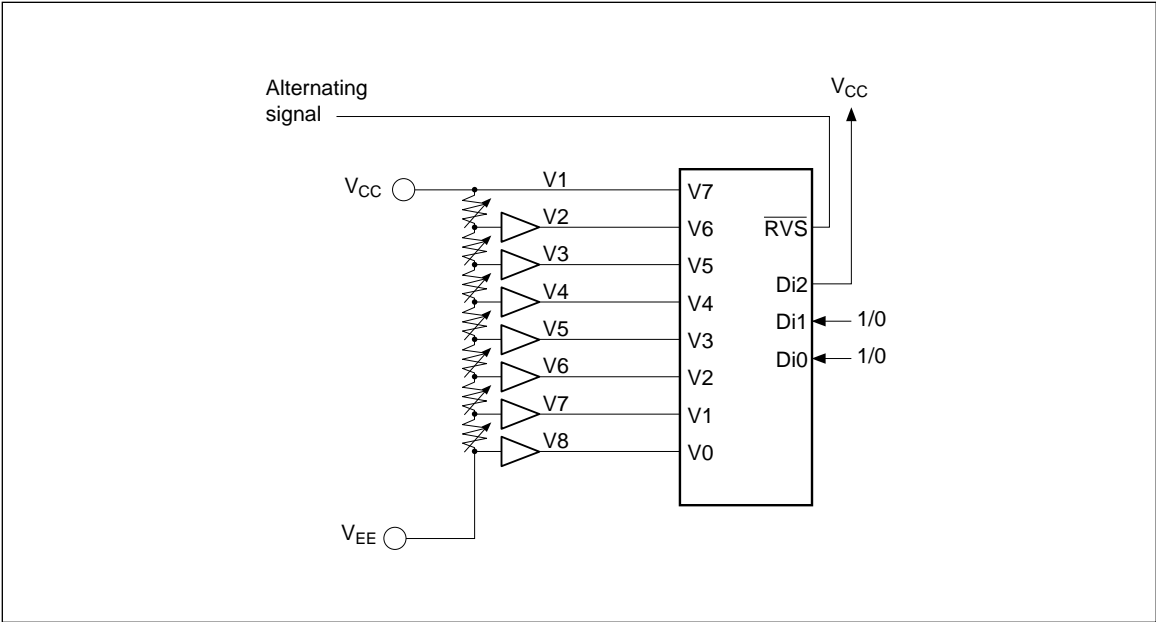 Alternating
signal
V_CC
V_CC
V1
V2
V3
V4
V5
V6
V7
V8
V7
V6
V5
V4
V3
V2
V1
V0
R̅V̅S̅
Di2
Di1
Di0
1/0
1/0
V_EE